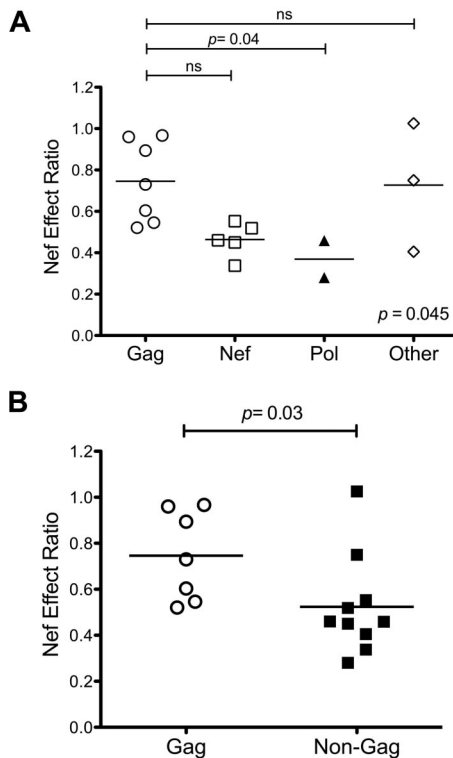 A
ns
p= 0.04
ns
Nef Effect Ratio
1.2
1.0
0.8
0.6
0.4
0.2
0.0
p = 0.045
Gag Nef Pol Other
B
p= 0.03
Nef Effect Ratio
1.2
1.0
0.8
0.6
0.4
0.2
0.0
Gag Non-Gag